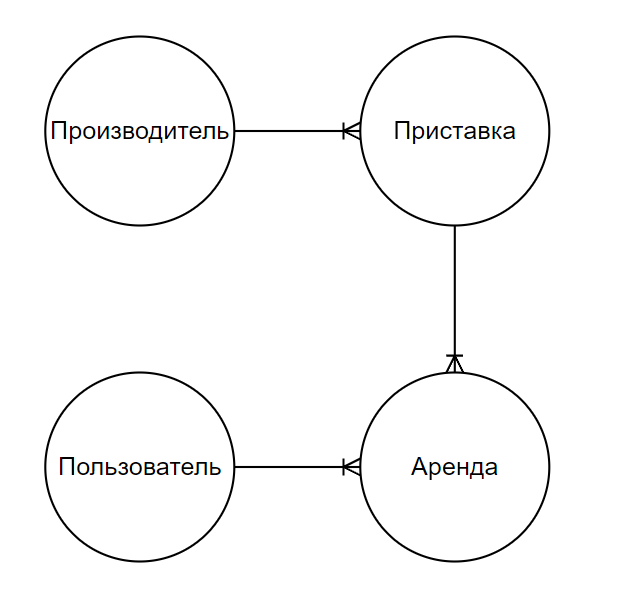 Производитель
Приставка
Пользователь
Аренда